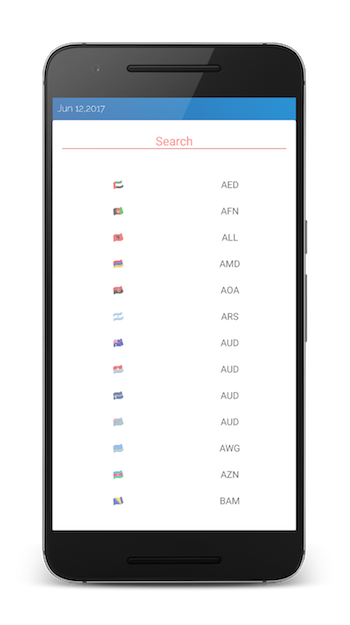 Jun 12,2017
Search
AED
AFN
ALL
AMD
AOA
ARS
AUD
AUD
AUD
AUD
AWG
AZN
BAM